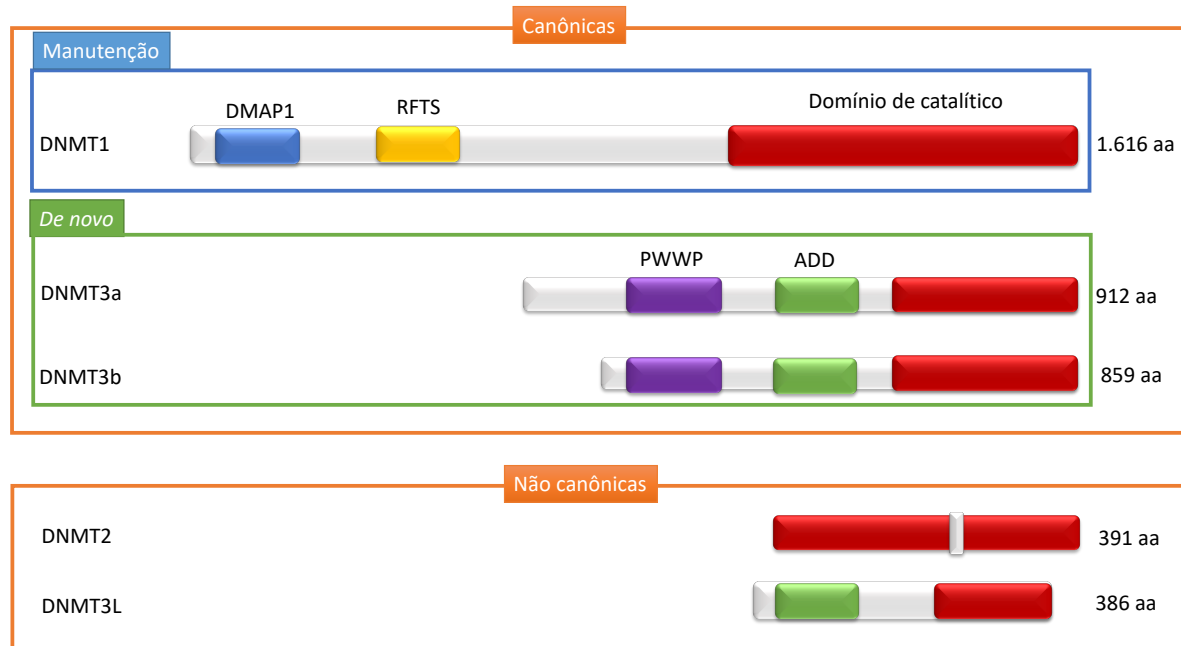 Canônicas
Manutenção
DMAP1 RFTS Domínio de catalítico
DNMT1 1.616 aa
De novo
PWWP ADD
DNMT3a 912 aa
DNMT3b 859 aa
Não canônicas
DNMT2 391 aa
DNMT3L 386 aa